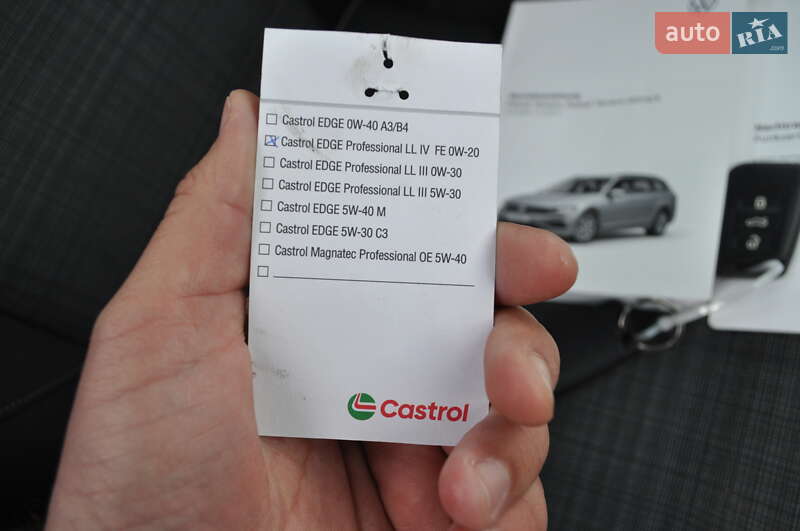 auto
RIA
.com
Castrol EDGE 0W-40 A3/B4
Castrol EDGE Professional LL IV FE 0W-20
Castrol EDGE Professional LL III 0W-30
Castrol EDGE Professional LL III 5W-30
Castrol EDGE 5W-40 M
Castrol EDGE 5W-30 C3
Castrol Magnatec Professional OE 5W-40
Castrol